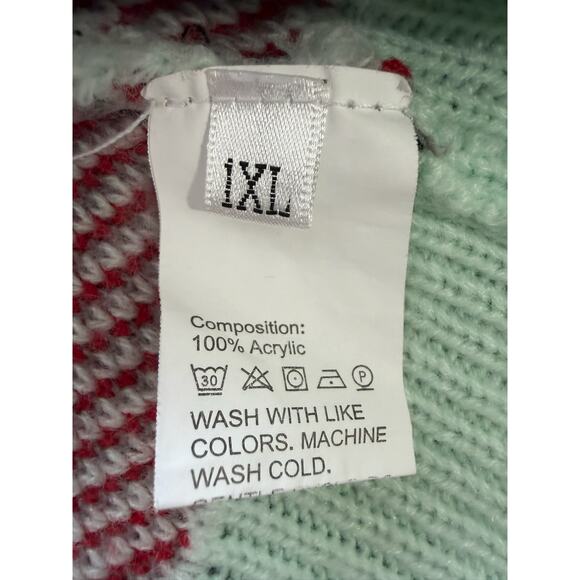 1XL
Composition:
100% Acrylic
30 P
WASH WITH LIKE
COLORS. MACHINE
WASH COLD.